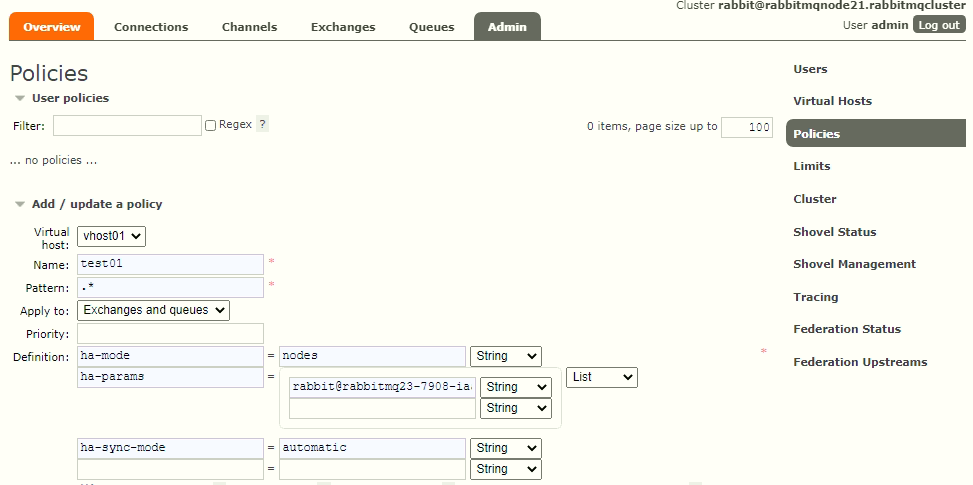 Cluster rabbit@rabbitmqnode21.rabbitmqcluster
User admin Log out
Overview Connections Channels Exchanges Queues Admin
Policies
User policies
Filter: Regex ? 0 items, page size up to 100
... no policies ...
Add / update a policy
Virtual host: vhost01
Name: test01 *
Pattern: .* *
Apply to: Exchanges and queues
Priority:
Definition: ha-mode = nodes String *
ha-params = rabbit@rabbitmq23-7908-ia String List
String
ha-sync-mode = automatic String
= String
Users
Virtual Hosts
Policies
Limits
Cluster
Shovel Status
Shovel Management
Tracing
Federation Status
Federation Upstreams